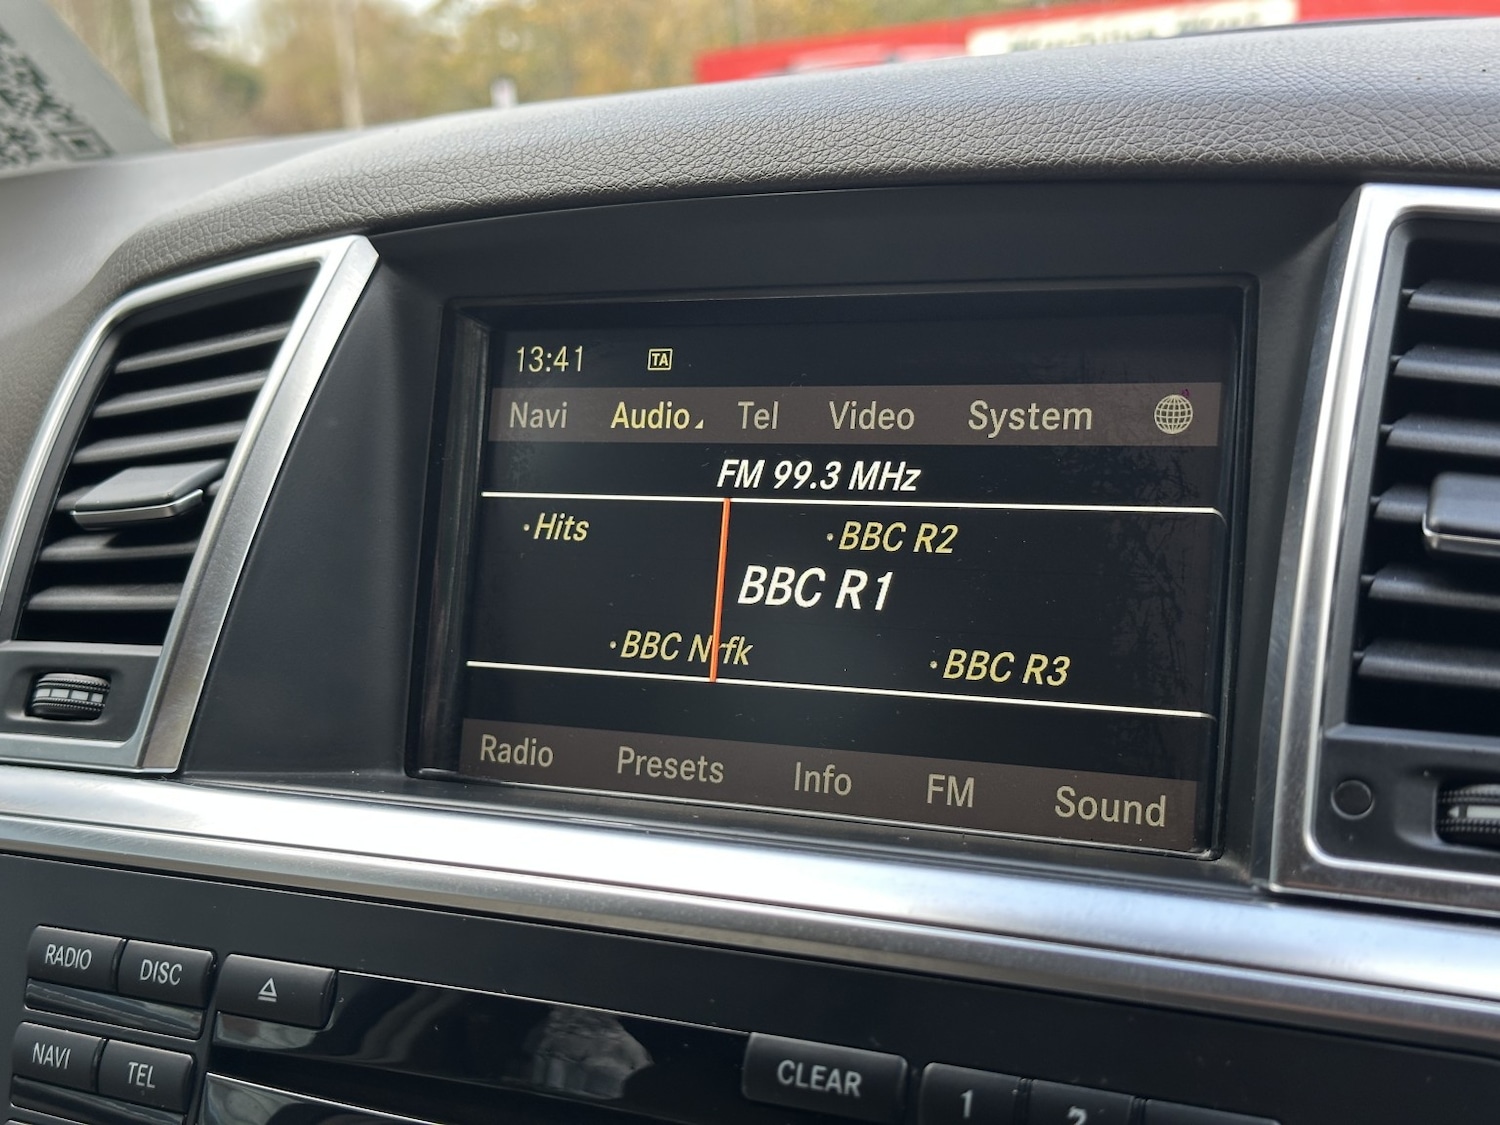 13:41 TA
Navi Audio Tel Video System
FM 99.3 MHz
·Hits ·BBC R2
BBC R1
·BBC Nrfk ·BBC R3
Radio Presets Info FM Sound
RADIO DISC
NAVI TEL
CLEAR 1 2